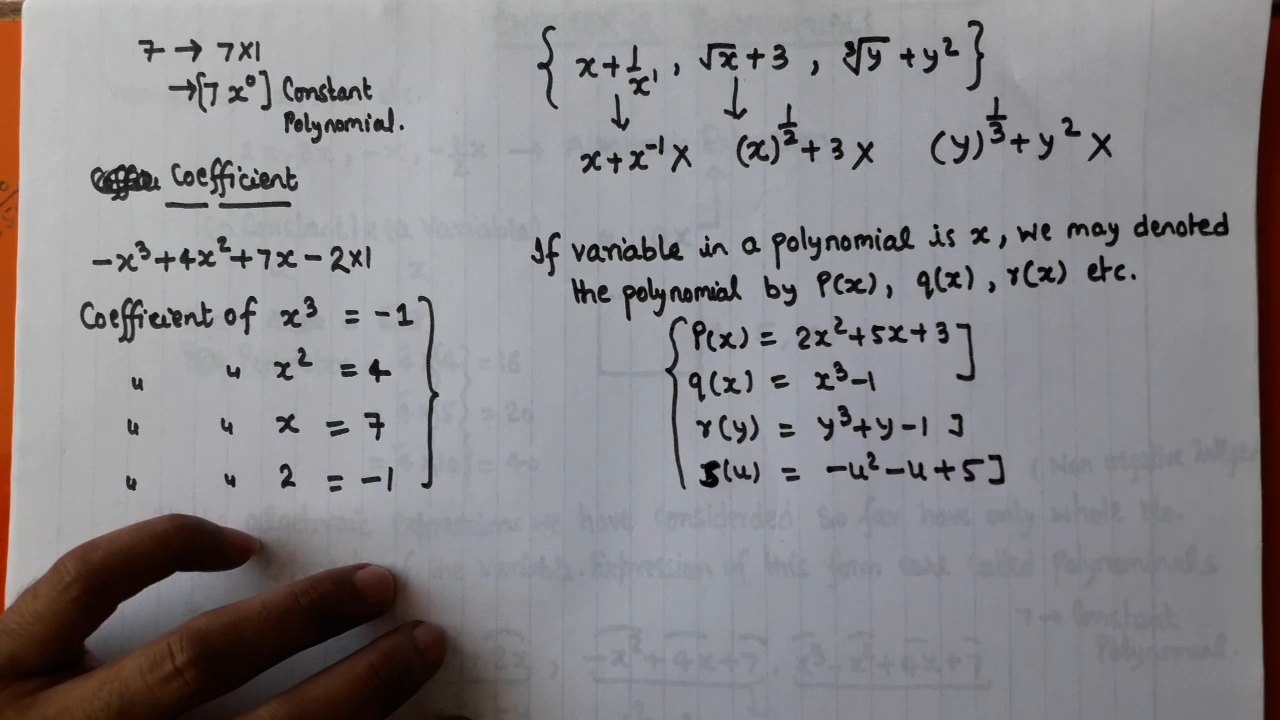 7 → 7×1
→[7x⁰] Constant
Polynomial.
Coefficient
-x³+4x²+7x-2×1
Coefficient of x³ = -1
〃 〃 x² = 4
〃 〃 x = 7
〃 〃 2 = -1
{ x+1/x¹, √x+3, ∛y+y² }
↓ ↓
x+x⁻¹ X (x)^1/2+3 X (y)^1/3+y² X
If variable in a polynomial is x, we may denoted
the polynomial by P(x), q(x), r(x) etc.
P(x) = 2x²+5x+3
q(x) = x³-1
r(y) = y³+y-1
s(u) = -u²-u+5